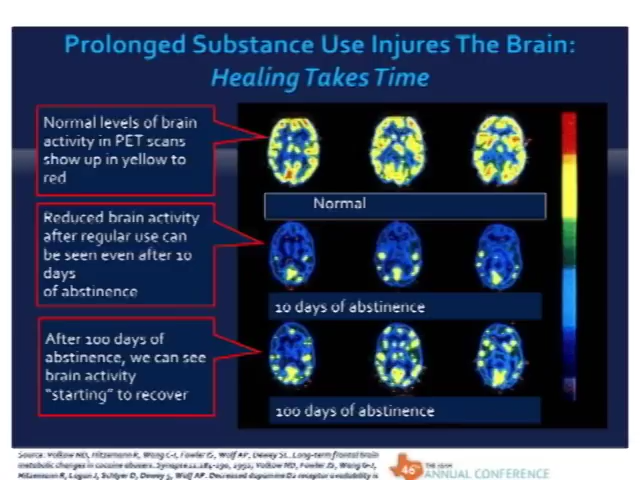 Prolonged Substance Use Injures The Brain:
Healing Takes Time
Normal levels of brain
activity in PET scans
show up in yellow to
red
Normal
Reduced brain activity
after regular use can
be seen even after 10
days
of abstinence
10 days of abstinence
After 100 days of
abstinence, we can see
brain activity
"starting" to recover
100 days of abstinence
Source: Volkow ND, Hitzemann R, Wang C-I, Fowler JS, Wolf AP, Dewey SL. Long-term frontal brain
metabolic changes in cocaine abusers. Synapse 11:184-190, 1992; Volkow ND, Fowler JS, Wang G-J,
Hitzemann R, Logan J, Schlyer D, Dewey S, Wolf AP. Decreased dopamine D2 receptor availability is
46th
ANNUAL CONFERENCE